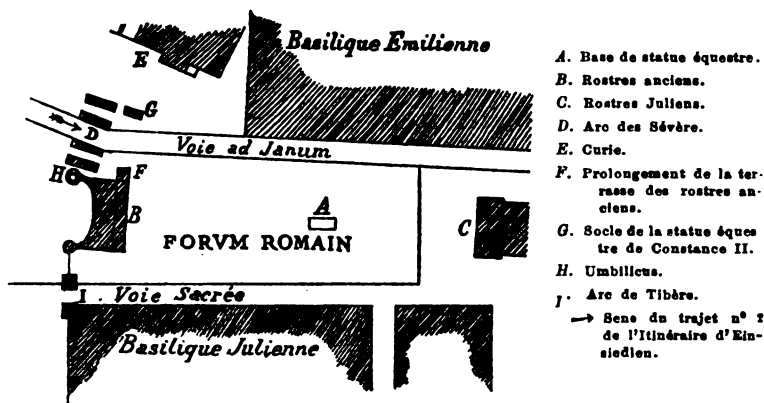 Basilique Emilienne
E
G
D
Voie ad Janum
H
F
B
A
C
FORVM ROMAIN
I. Voie Sacrée
Basilique Julienne
A. Base de statue équestre.
B. Rostres anciens.
C. Rostres Juliens.
D. Arc des Sévère.
E. Curie.
F. Prolongement de la ter-
rasse des rostres an-
ciens.
G. Socle de la statue éques
tre de Constance II.
H. Umbilicus.
I. Arc de Tibère.
→ Sens du trajet nº 2
de l'Itinéraire d'Ein-
siedlen.